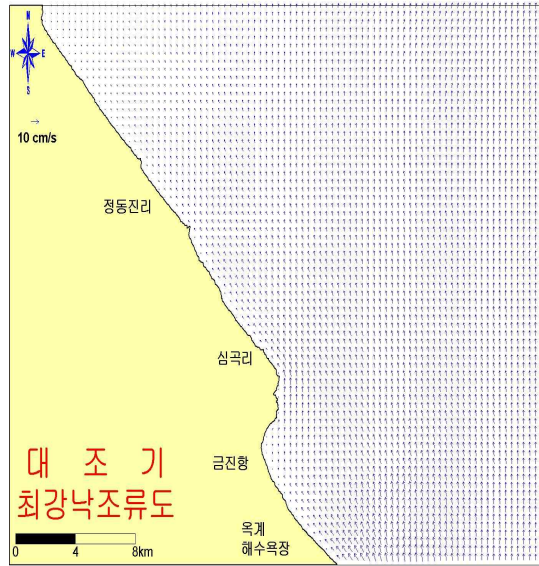 N
W E
S
10 cm/s
정동진리
심곡리
금진항
대 조 기
최강낙조류도
옥계
해수욕장
0 4 8km